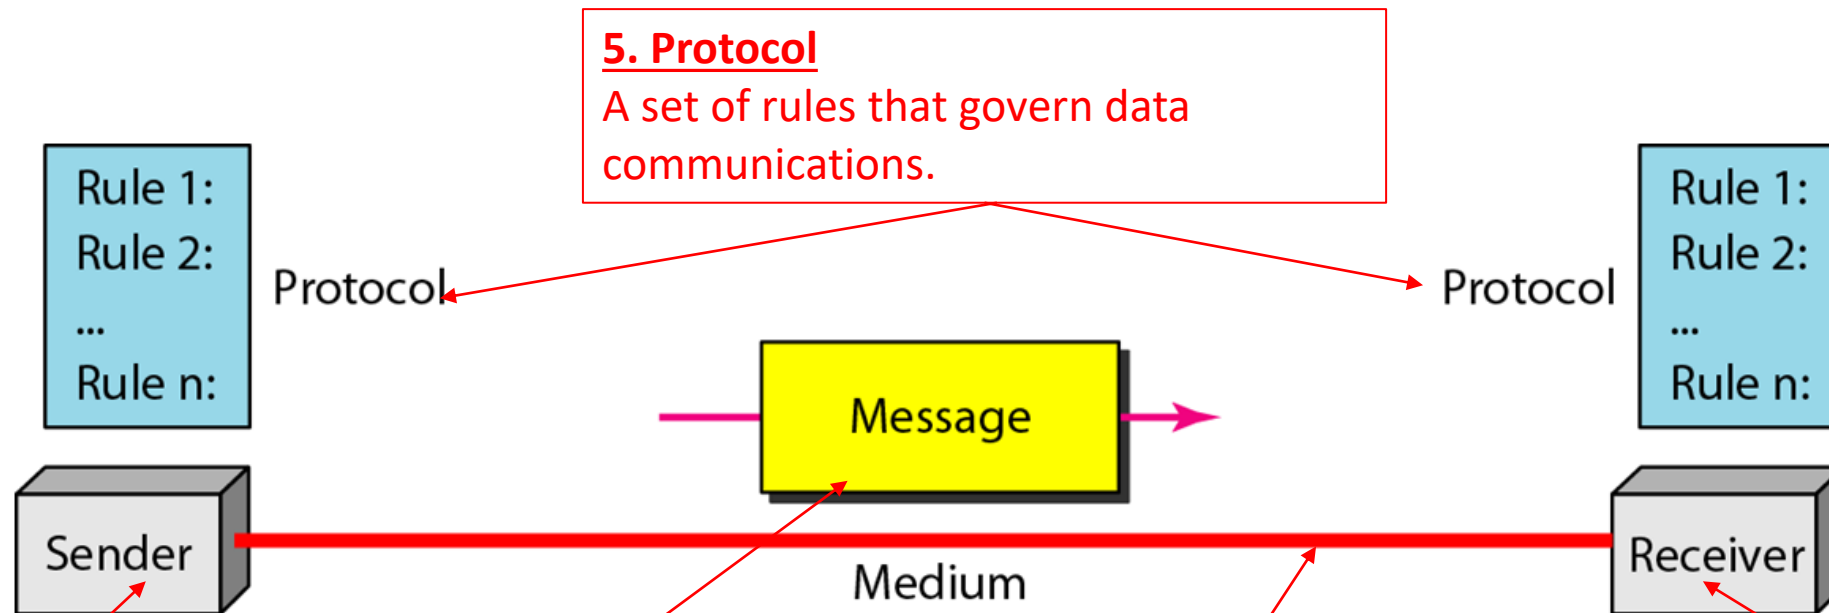 5. Protocol
A set of rules that govern data
communications.
Rule 1:
Rule 2:
...
Rule n:
Protocol
Protocol
Rule 1:
Rule 2:
...
Rule n:
Message
Sender
Medium
Receiver